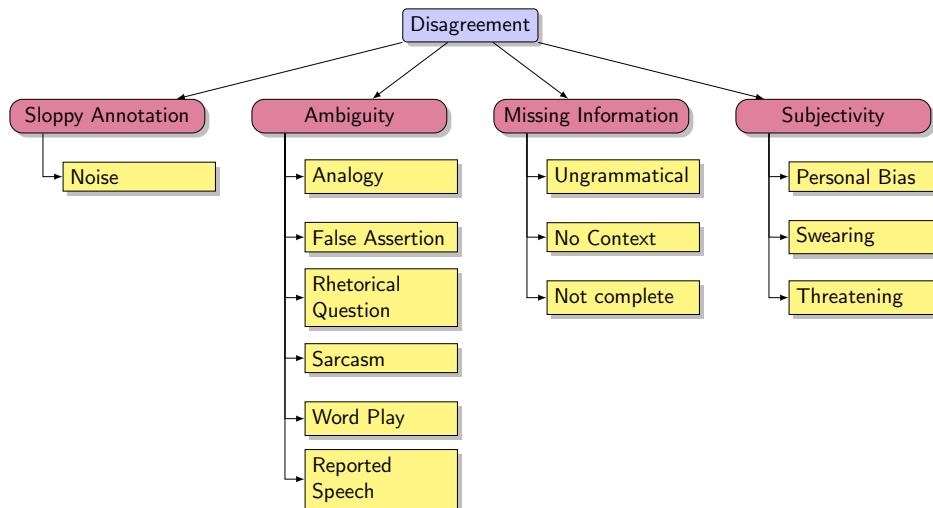 Disagreement
Sloppy Annotation
Ambiguity
Missing Information
Subjectivity
Noise
Analogy
Ungrammatical
Personal Bias
False Assertion
No Context
Swearing
Rhetorical
Question
Not complete
Threatening
Sarcasm
Word Play
Reported
Speech